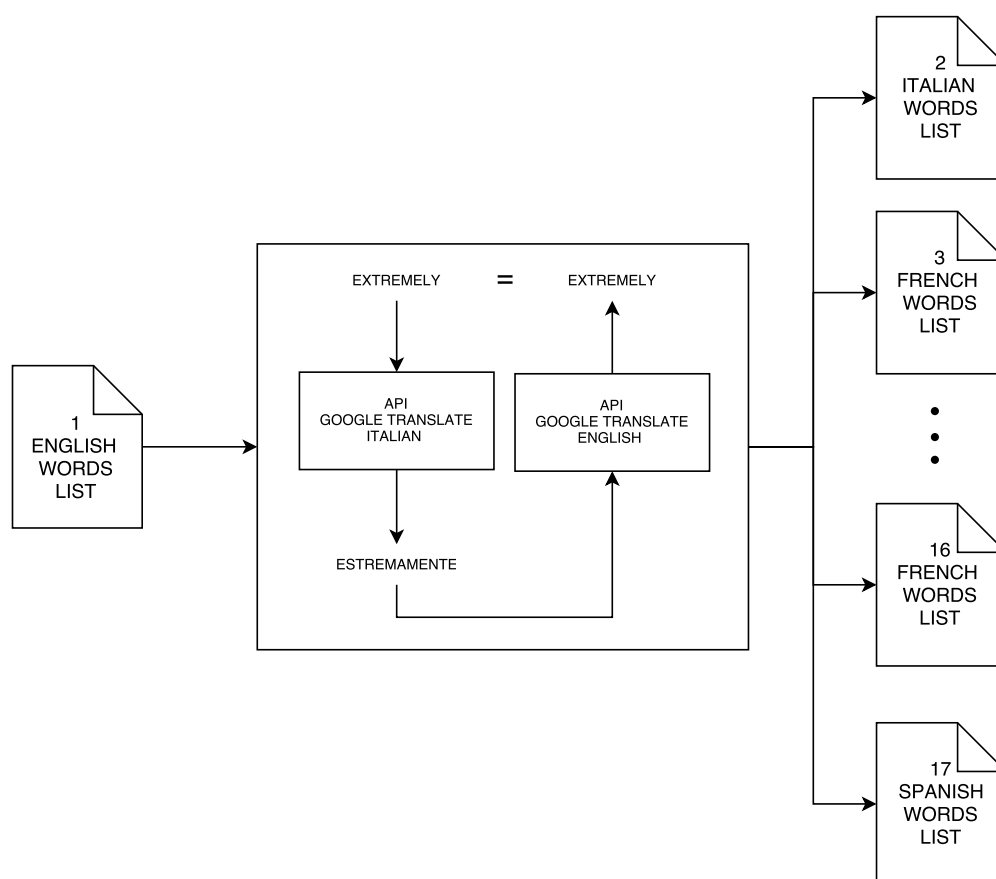 1
ENGLISH
WORDS
LIST
EXTREMELY = EXTREMELY
API
GOOGLE TRANSLATE
ITALIAN
API
GOOGLE TRANSLATE
ENGLISH
ESTREMAMENTE
2
ITALIAN
WORDS
LIST
3
FRENCH
WORDS
LIST
16
FRENCH
WORDS
LIST
17
SPANISH
WORDS
LIST